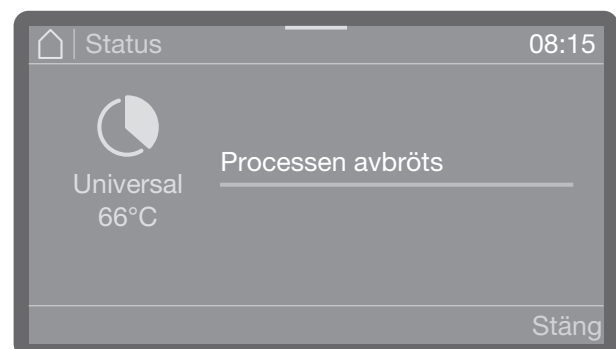 Status
08:15
Processen avbröts
Universal
66°C
Stäng